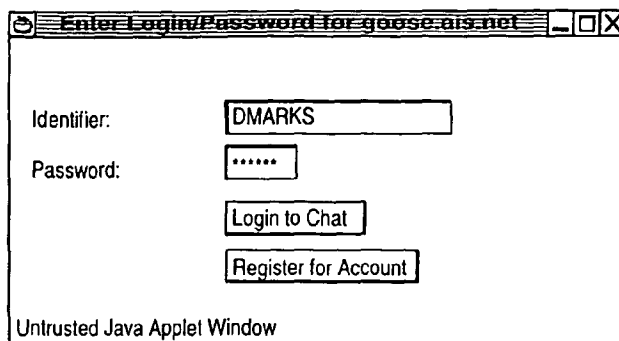 Enter Login/Password for goose.ais.net
Identifier: DMARKS
Password: ******
Login to Chat
Register for Account
Untrusted Java Applet Window